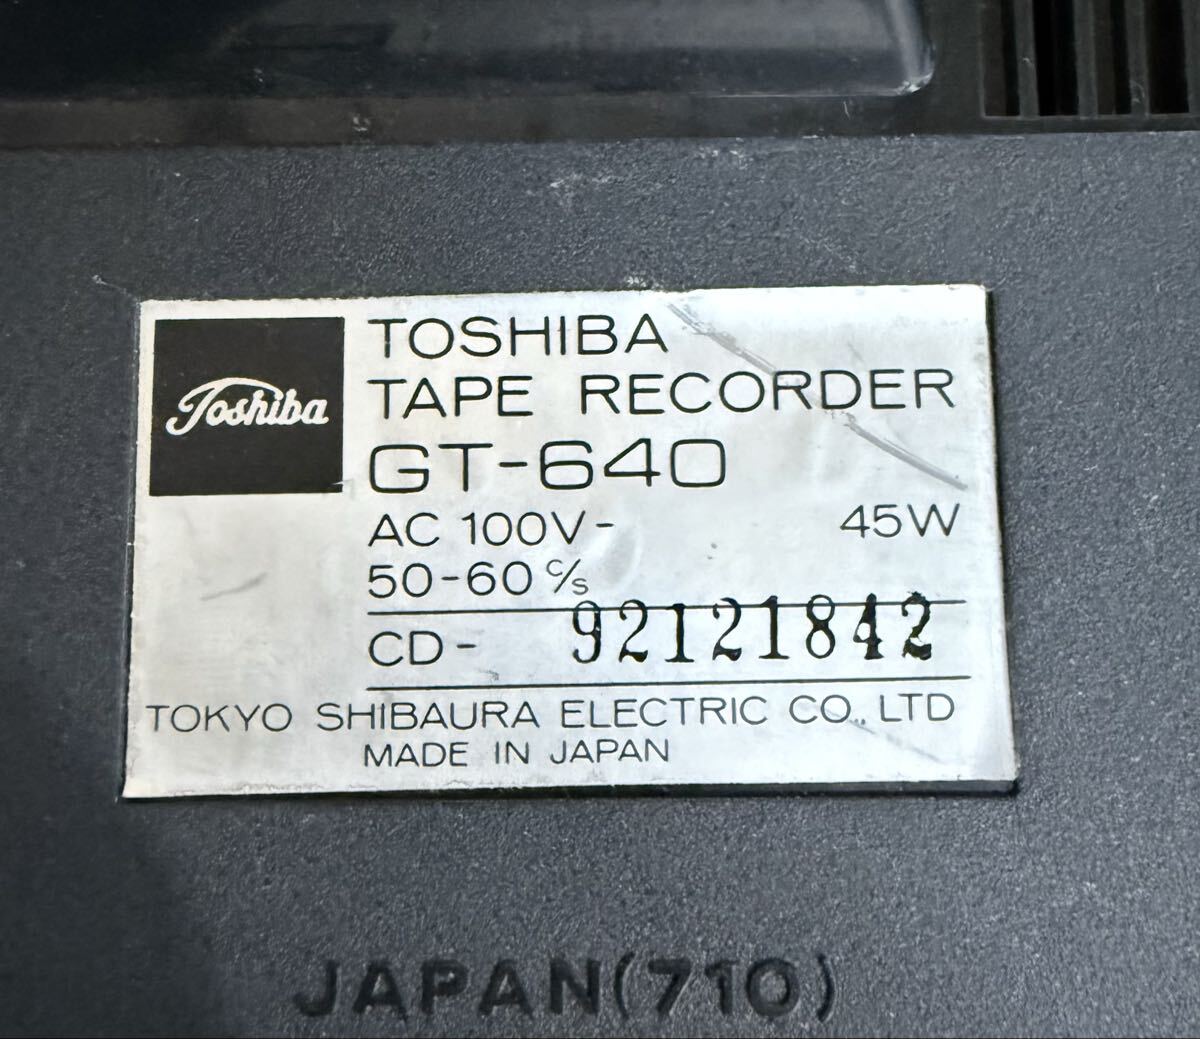 Toshiba
TOSHIBA
TAPE RECORDER
GT-640
AC 100V- 45W
50-60 c/s
CD- 92121842
TOKYO SHIBAURA ELECTRIC CO., LTD
MADE IN JAPAN
JAPAN(710)